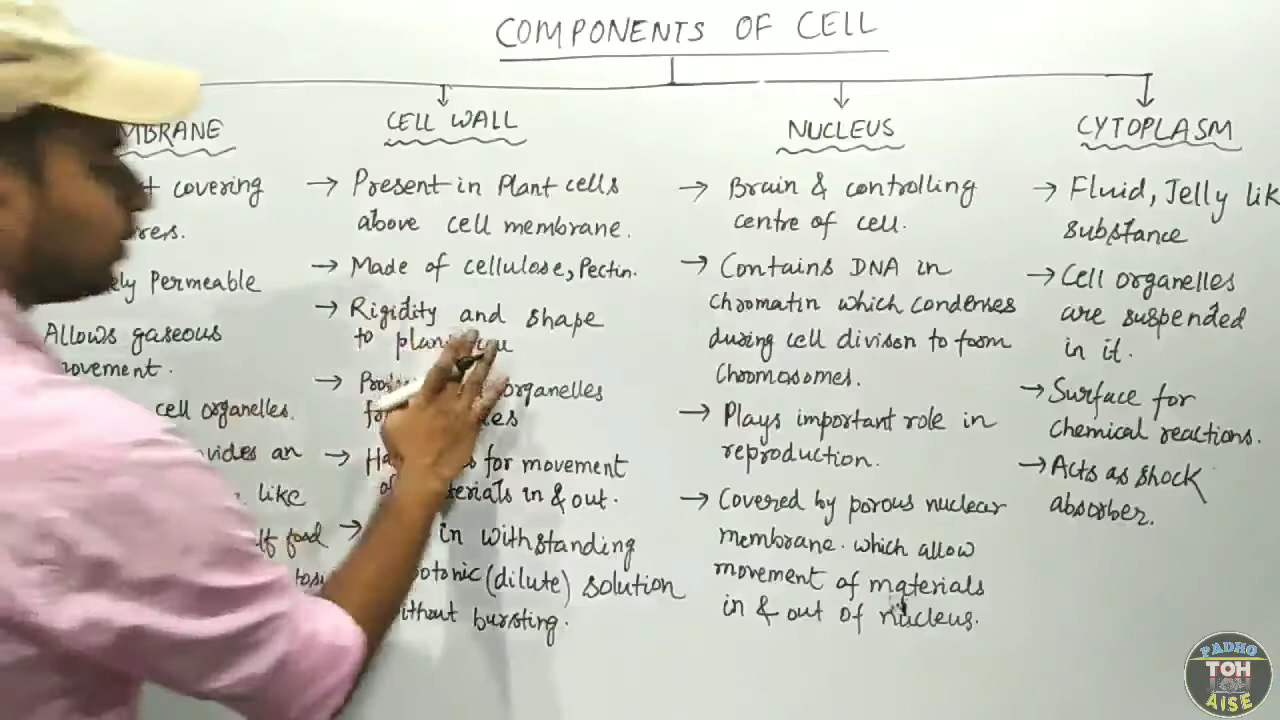 COMPONENTS OF CELL
MBRANE
covering
Permeable
Allows gaseous
cell organelles.
an
like
food
CELL WALL
→ Present in Plant cells
above cell membrane.
→ Made of cellulose, Pectin.
→ Rigidity and shape
to
→ organelles
→ for movement
in & out.
→ in withstanding
(dilute) solution
bursting.
NUCLEUS
→ Brain & controlling
centre of cell.
→ Contains DNA in
chromatin which condenses
during cell divison to form
chromosomes.
→ Plays important role in
reproduction.
→ Covered by porous nuclear
membrane. which allow
movement of materials
in & out of nucleus.
CYTOPLASM
→ Fluid, Jelly lik
substance
→ Cell organelles
are suspended
in it.
→ Surface for
chemical reactions.
→ Acts as shock
absorber.
PADHO
TOH
AISE